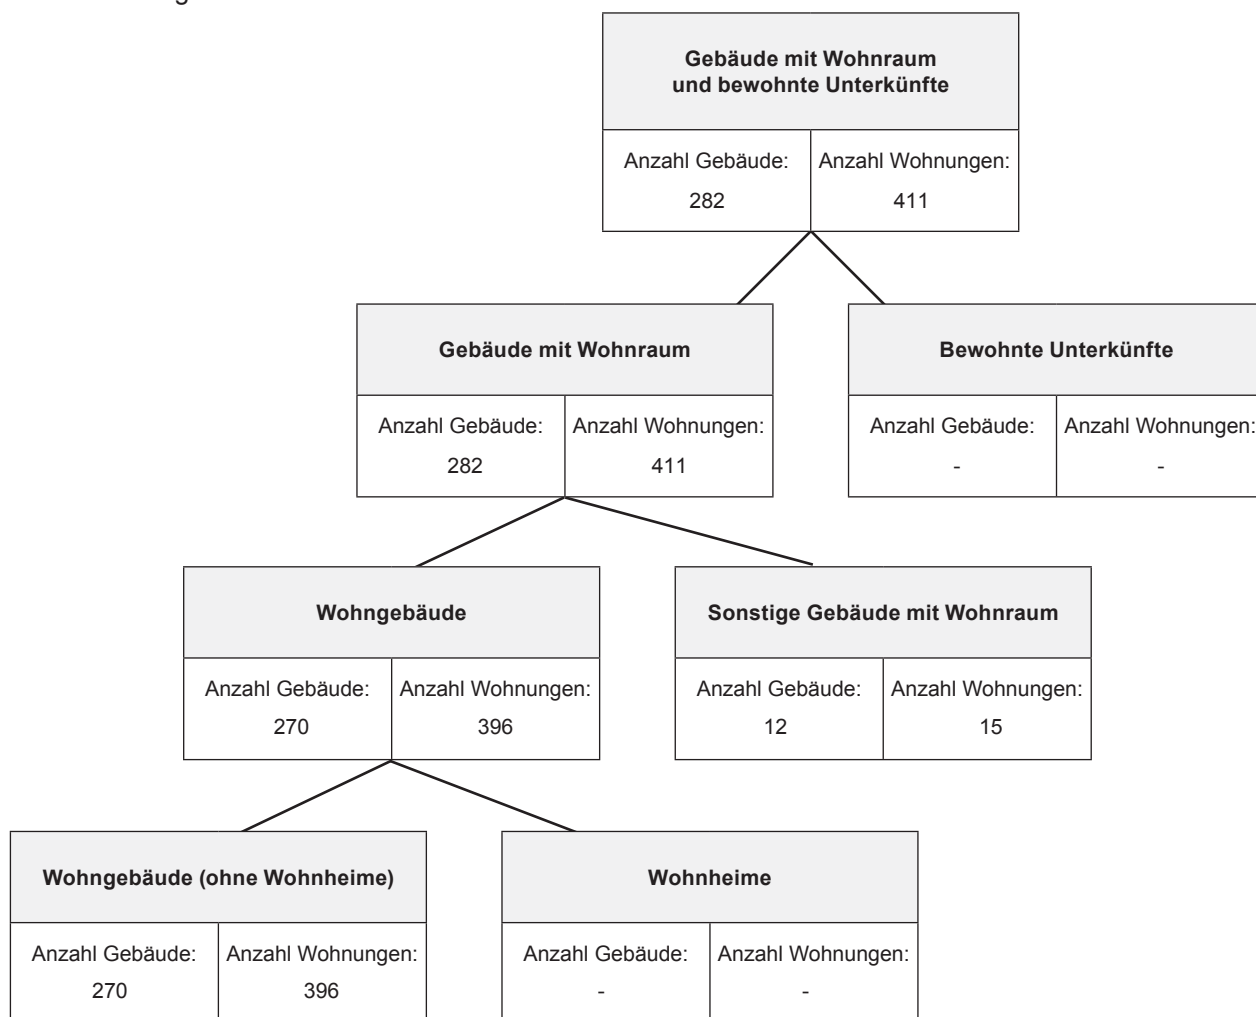 Gebäude mit Wohnraum
und bewohnte Unterkünfte
Anzahl Gebäude: Anzahl Wohnungen:
282 411
Gebäude mit Wohnraum
Bewohnte Unterkünfte
Anzahl Gebäude: Anzahl Wohnungen:
282 411
Anzahl Gebäude: Anzahl Wohnungen:
- -
Wohngebäude
Sonstige Gebäude mit Wohnraum
Anzahl Gebäude: Anzahl Wohnungen:
270 396
Anzahl Gebäude: Anzahl Wohnungen:
12 15
Wohngebäude (ohne Wohnheime)
Wohnheime
Anzahl Gebäude: Anzahl Wohnungen:
270 396
Anzahl Gebäude: Anzahl Wohnungen:
- -